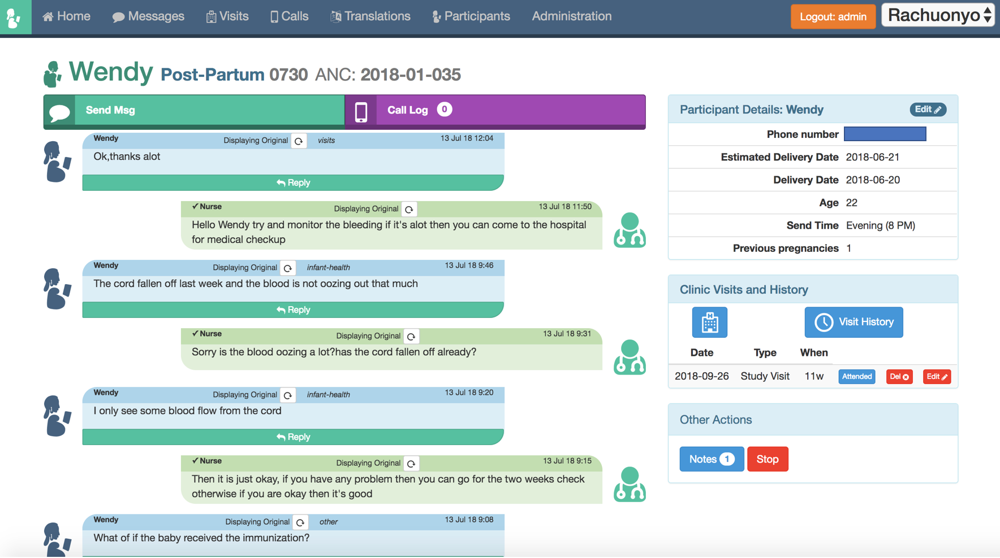 Home Messages Visits Calls Translations Participants Administration Logout: admin Rachuonyo
Wendy Post-Partum 0730 ANC: 2018-01-035
Send Msg Call Log 0
Wendy Displaying Original visits 13 Jul 18 12:04
Ok,thanks alot
Reply
✓Nurse Displaying Original 13 Jul 18 11:50
Hello Wendy try and monitor the bleeding if it's alot then you can come to the hospital
for medical checkup
Wendy Displaying Original infant-health 13 Jul 18 9:46
The cord fallen off last week and the blood is not oozing out that much
Reply
✓Nurse Displaying Original 13 Jul 18 9:31
Sorry is the blood oozing a lot?has the cord fallen off already?
Wendy Displaying Original infant-health 13 Jul 18 9:20
I only see some blood flow from the cord
Reply
✓Nurse Displaying Original 13 Jul 18 9:15
Then it is just okay, if you have any problem then you can go for the two weeks check
otherwise if you are okay then it's good
Wendy Displaying Original other 13 Jul 18 9:08
What of if the baby received the immunization?
Participant Details: Wendy Edit
Phone number
Estimated Delivery Date 2018-06-21
Delivery Date 2018-06-20
Age 22
Send Time Evening (8 PM)
Previous pregnancies 1
Clinic Visits and History
Visit History
Date Type When
2018-09-26 Study Visit 11w Attended Del Edit
Other Actions
Notes 1 Stop